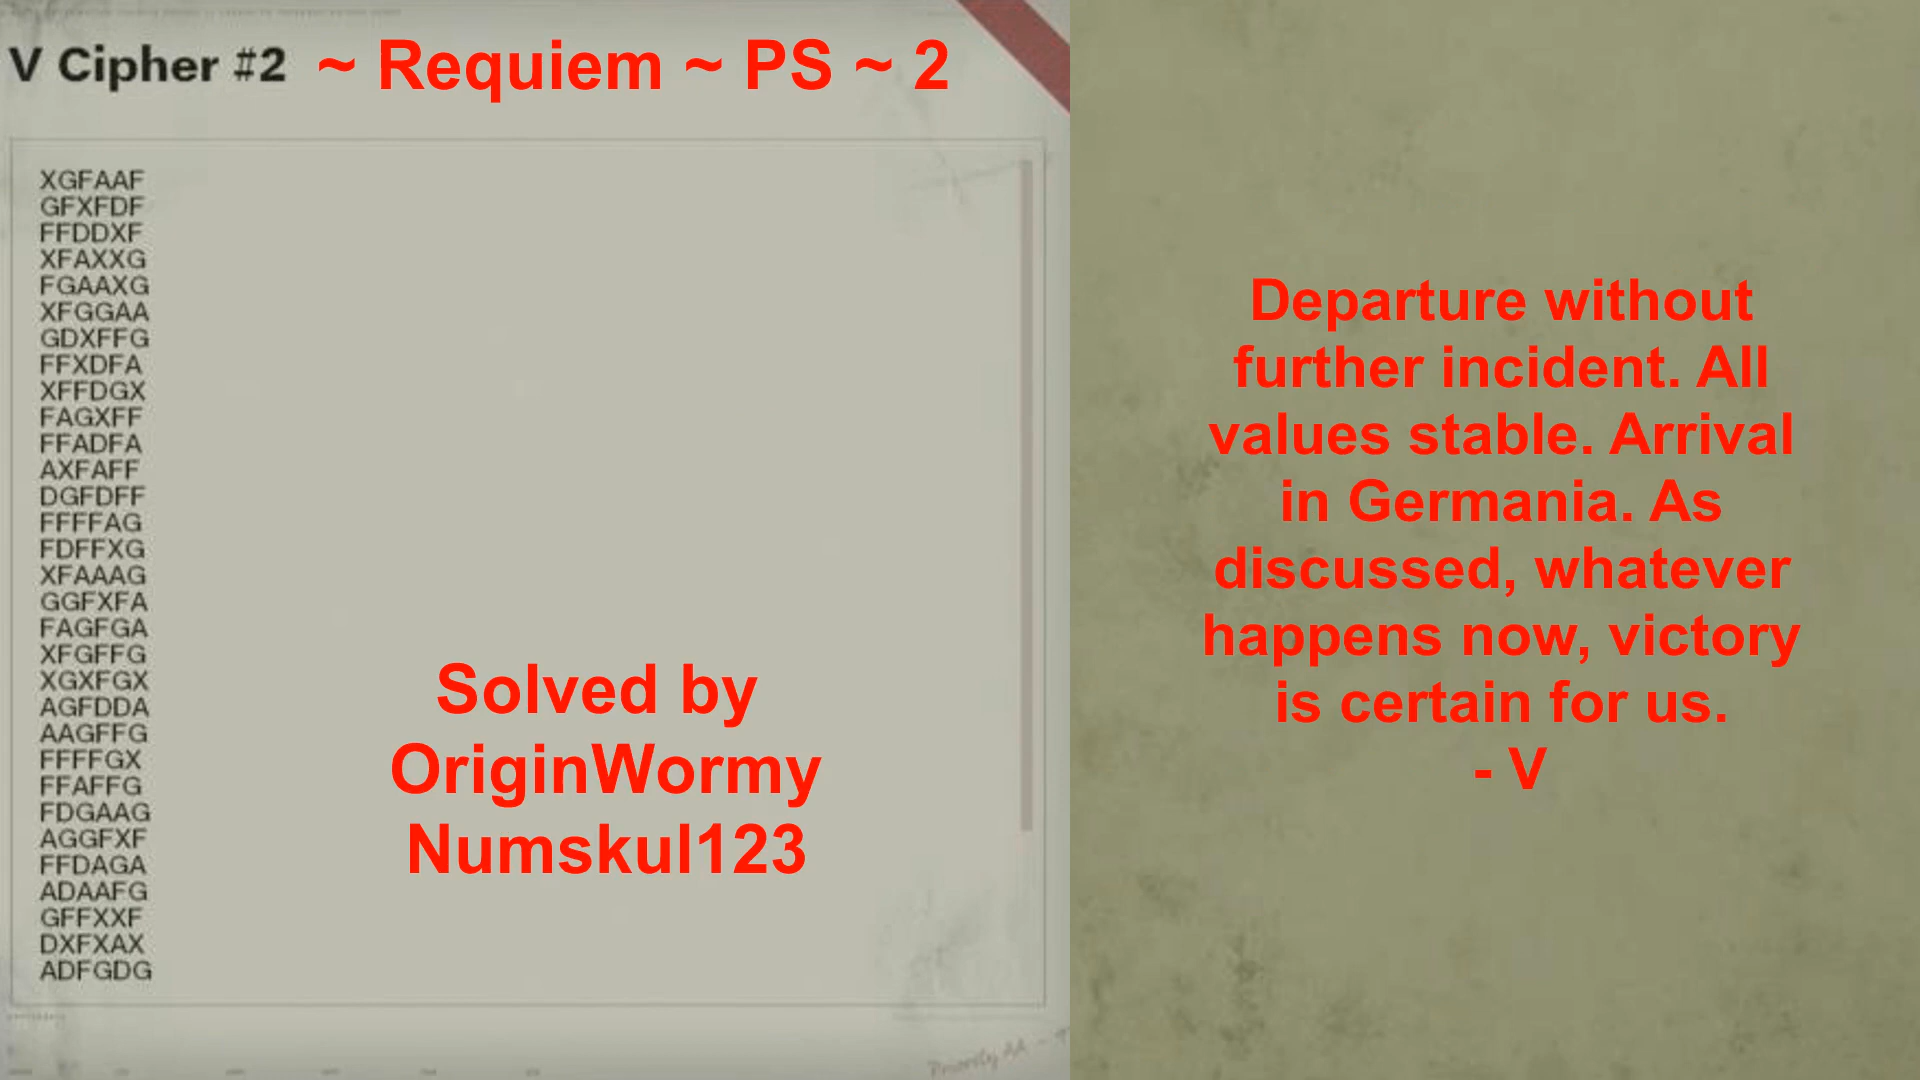 V Cipher #2 ~ Requiem ~ PS ~ 2
XGFAAF
GFXFDF
FFDDXF
XFAXXG
FGAAXG
XFGGAA
GDXFFG
FFXDFA
XFFDGX
FAGXFF
FFADFA
AXFAFF
DGFDFF
FFFFAG
FDFFXG
XFAAAG
GGFXFA
FAGFGA
XFGFFG
XGXFGX
AGFDDA
AAGFFG
FFFFGX
FFAFFG
FDGAAG
AGGFXF
FFDAGA
ADAAFG
GFFXXF
DXFXAX
ADFGDG
Solved by
OriginWormy
Numskul123
Departure without
further incident. All
values stable. Arrival
in Germania. As
discussed, whatever
happens now, victory
is certain for us.
- V
Priority AA -